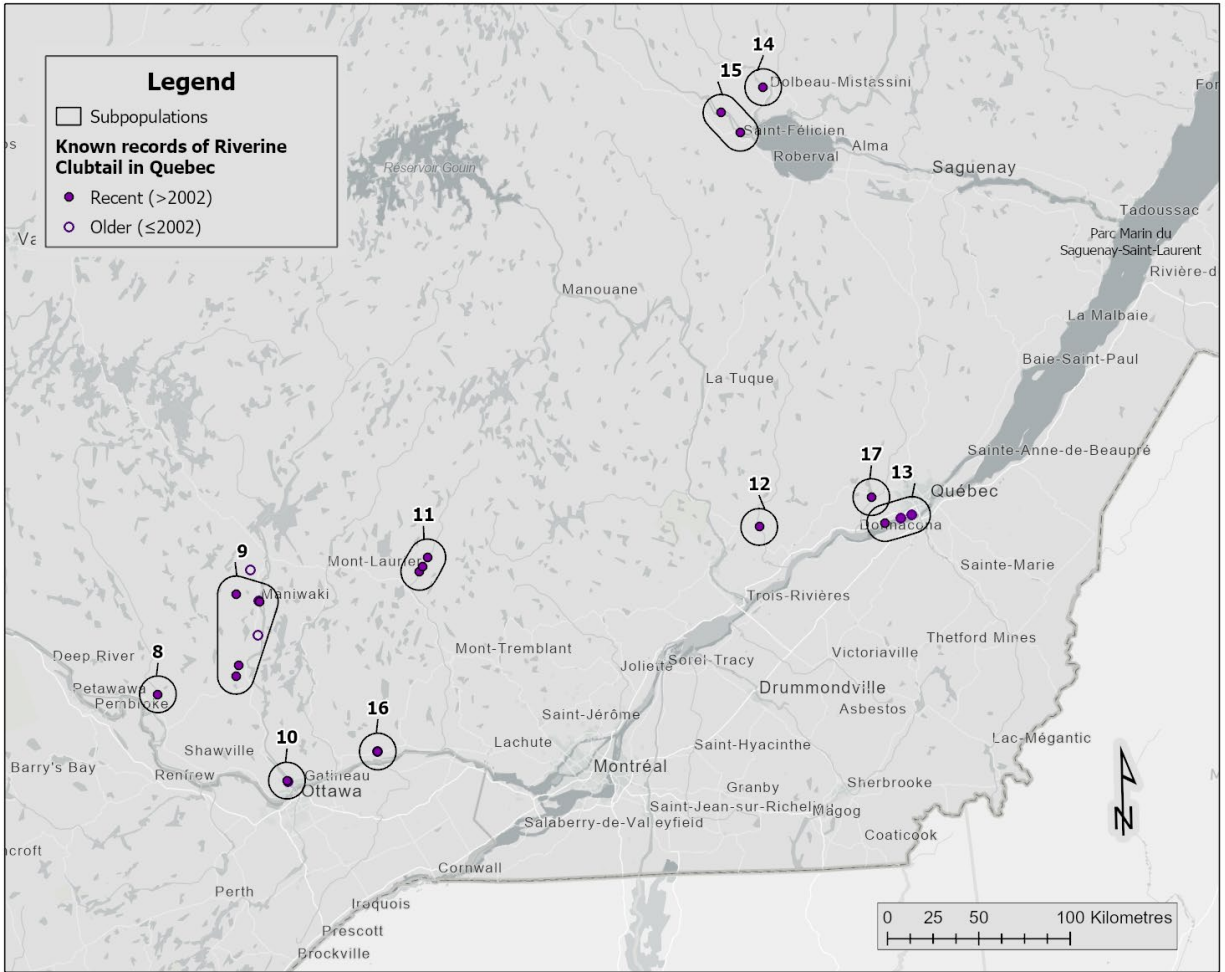 Legend
Subpopulations
Known records of Riverine
Clubtail in Quebec
Recent (>2002)
Older (≤2002)
14
15
Dolbeau-Mistassini
Saint-Félicien
Roberval
Alma
Saguenay
Réservoir Gouin
Tadoussac
Parc Marin du
Saguenay-Saint-Laurent
Rivière-d
For
os
Va
Manouane
La Malbaie
Baie-Saint-Paul
La Tuque
Sainte-Anne-de-Beaupré
17
13
12
Québec
Donnacona
11
Mont-Laurier
9
Maniwaki
Sainte-Marie
Trois-Rivières
Thetford Mines
Mont-Tremblant
Victoriaville
Joliette
Sorel-Tracy
Deep River
8
Petawawa
Pembroke
Drummondville
Asbestos
16
Saint-Jérôme
Lac-Mégantic
10
Shawville
Lachute
Saint-Hyacinthe
Barry's Bay
Renfrew
Gatineau
Ottawa
Montréal
Granby
Sherbrooke
Saint-Jean-sur-Richelieu
Magog
Salaberry-de-Valleyfield
Coaticook
N
ncroft
Cornwall
Perth
Iroquois
Prescott
Brockville
0 25 50 100 Kilometres